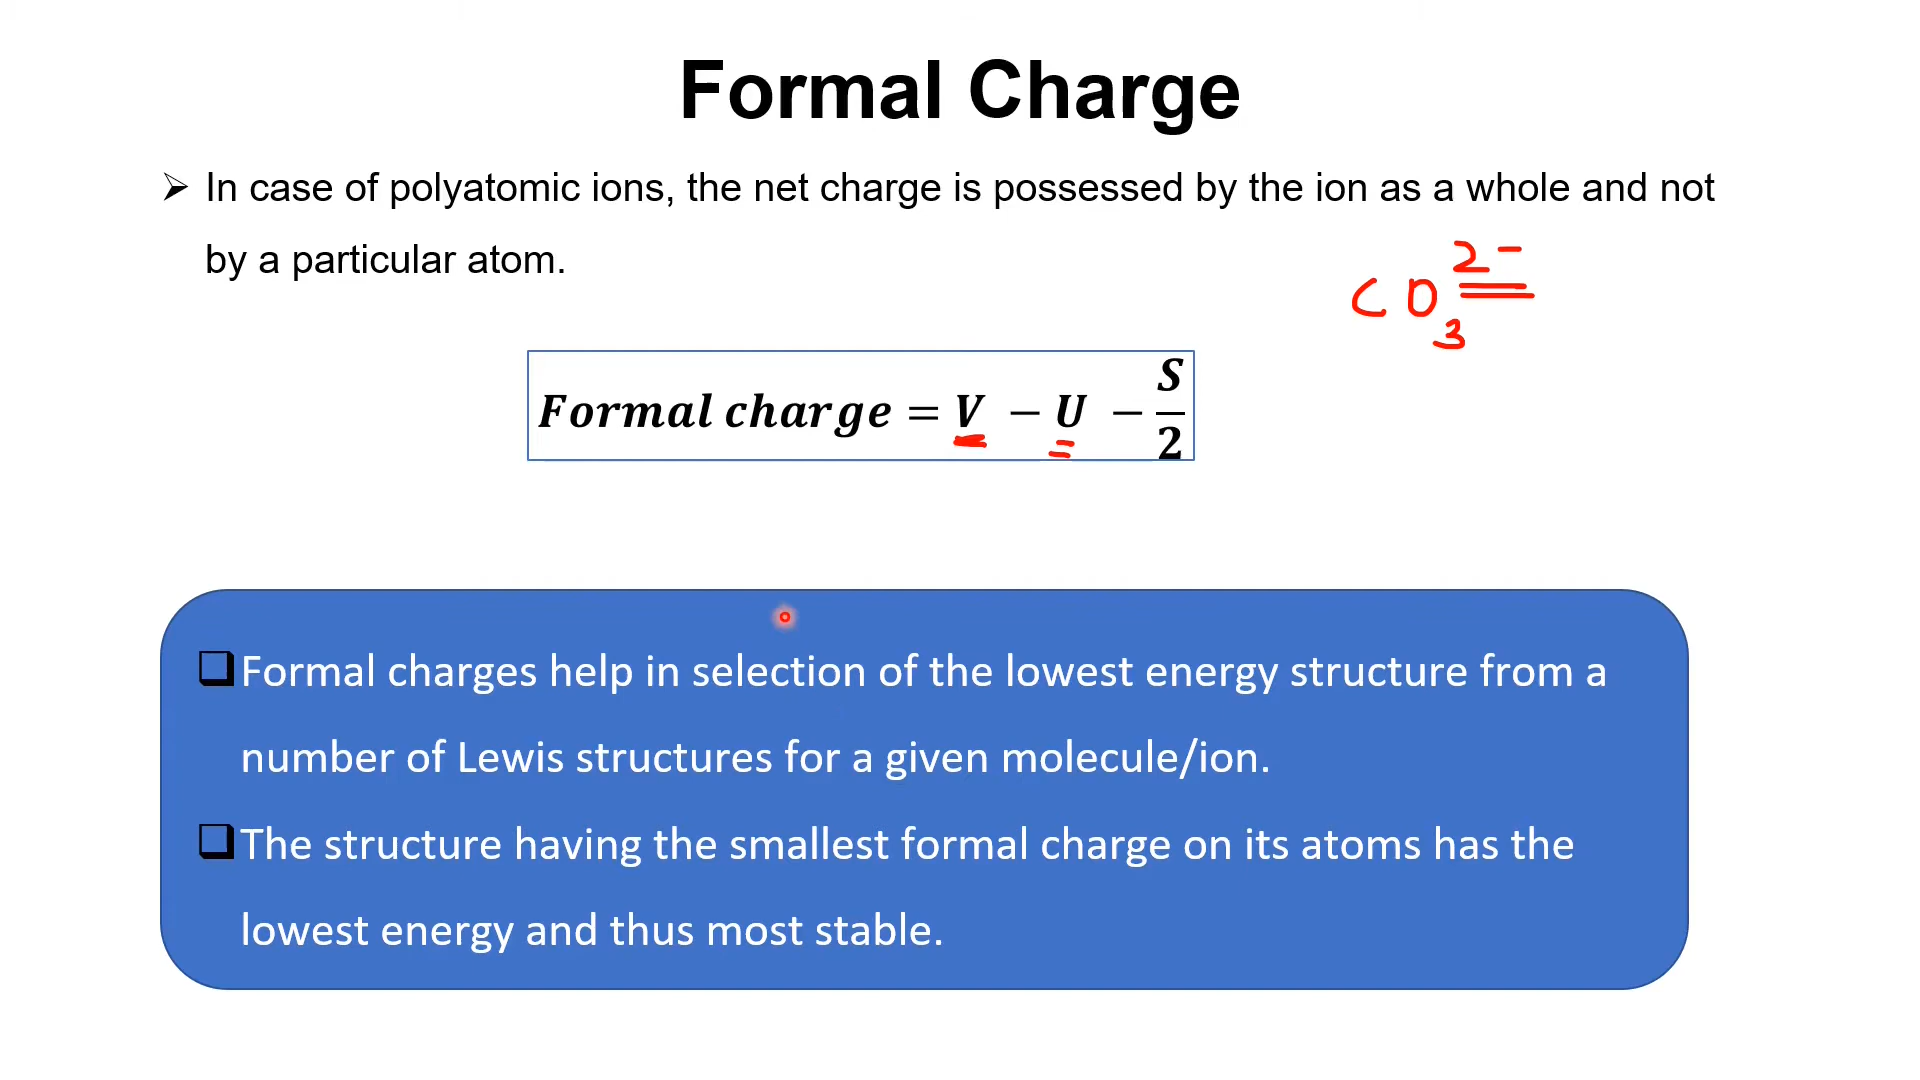 Formal Charge
➢ In case of polyatomic ions, the net charge is possessed by the ion as a whole and not
by a particular atom.
CO₃²⁻
Formal charge = V − U − S/2
❑Formal charges help in selection of the lowest energy structure from a
number of Lewis structures for a given molecule/ion.
❑The structure having the smallest formal charge on its atoms has the
lowest energy and thus most stable.